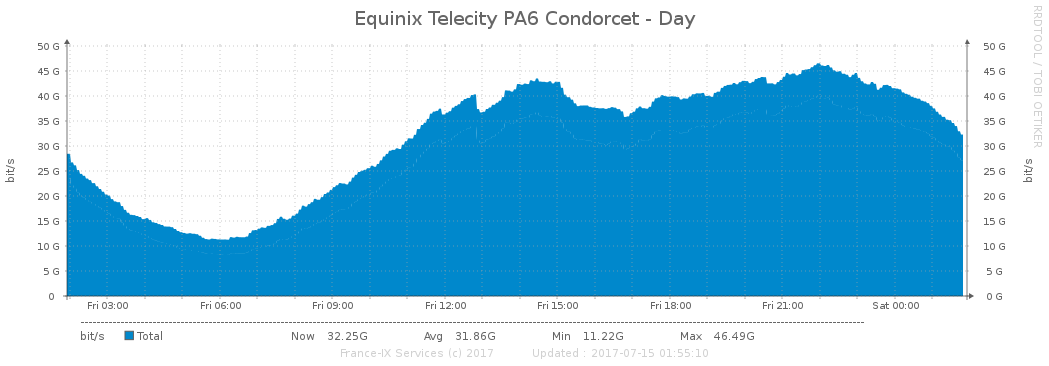 Equinix Telecity PA6 Condorcet - Day
RRDTOOL / TOBI OETIKER
50 G 50 G
45 G 45 G
40 G 40 G
35 G 35 G
30 G 30 G
25 G 25 G
20 G 20 G
15 G 15 G
10 G 10 G
5 G 5 G
0 0 G
bit/s
bit/s
Fri 03:00 Fri 06:00 Fri 09:00 Fri 12:00 Fri 15:00 Fri 18:00 Fri 21:00 Sat 00:00
bit/s Total Now 32.25G Avg 31.86G Min 11.22G Max 46.49G
France-IX Services (c) 2017 Updated : 2017-07-15 01:55:10